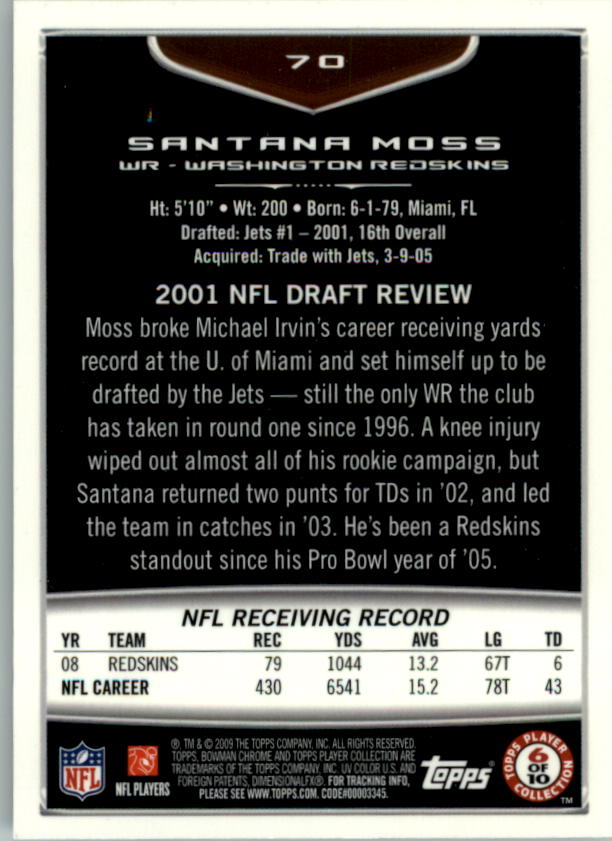 70
SANTANA MOSS
WR - WASHINGTON REDSKINS
Ht: 5'10" • Wt: 200 • Born: 6-1-79, Miami, FL
Drafted: Jets #1 – 2001, 16th Overall
Acquired: Trade with Jets, 3-9-05
2001 NFL DRAFT REVIEW
Moss broke Michael Irvin's career receiving yards
record at the U. of Miami and set himself up to be
drafted by the Jets — still the only WR the club
has taken in round one since 1996. A knee injury
wiped out almost all of his rookie campaign, but
Santana returned two punts for TDs in '02, and led
the team in catches in '03. He's been a Redskins
standout since his Pro Bowl year of '05.
NFL RECEIVING RECORD
YR TEAM REC YDS AVG LG TD
08 REDSKINS 79 1044 13.2 67T 6
NFL CAREER 430 6541 15.2 78T 43
®, TM & © 2009 THE TOPPS COMPANY, INC. ALL RIGHTS RESERVED.
TOPPS, BOWMAN CHROME AND TOPPS PLAYER COLLECTION ARE
TRADEMARKS OF THE TOPPS COMPANY, INC. UV COLOR U.S. AND
FOREIGN PATENTS, DIMENSIONALFX®. FOR TRACKING INFO,
PLEASE SEE WWW.TOPPS.COM. CODE#0003345.
NFL
NFL PLAYERS
Topps®
TOPPS PLAYER
6
OF
10
COLLECTION
TM